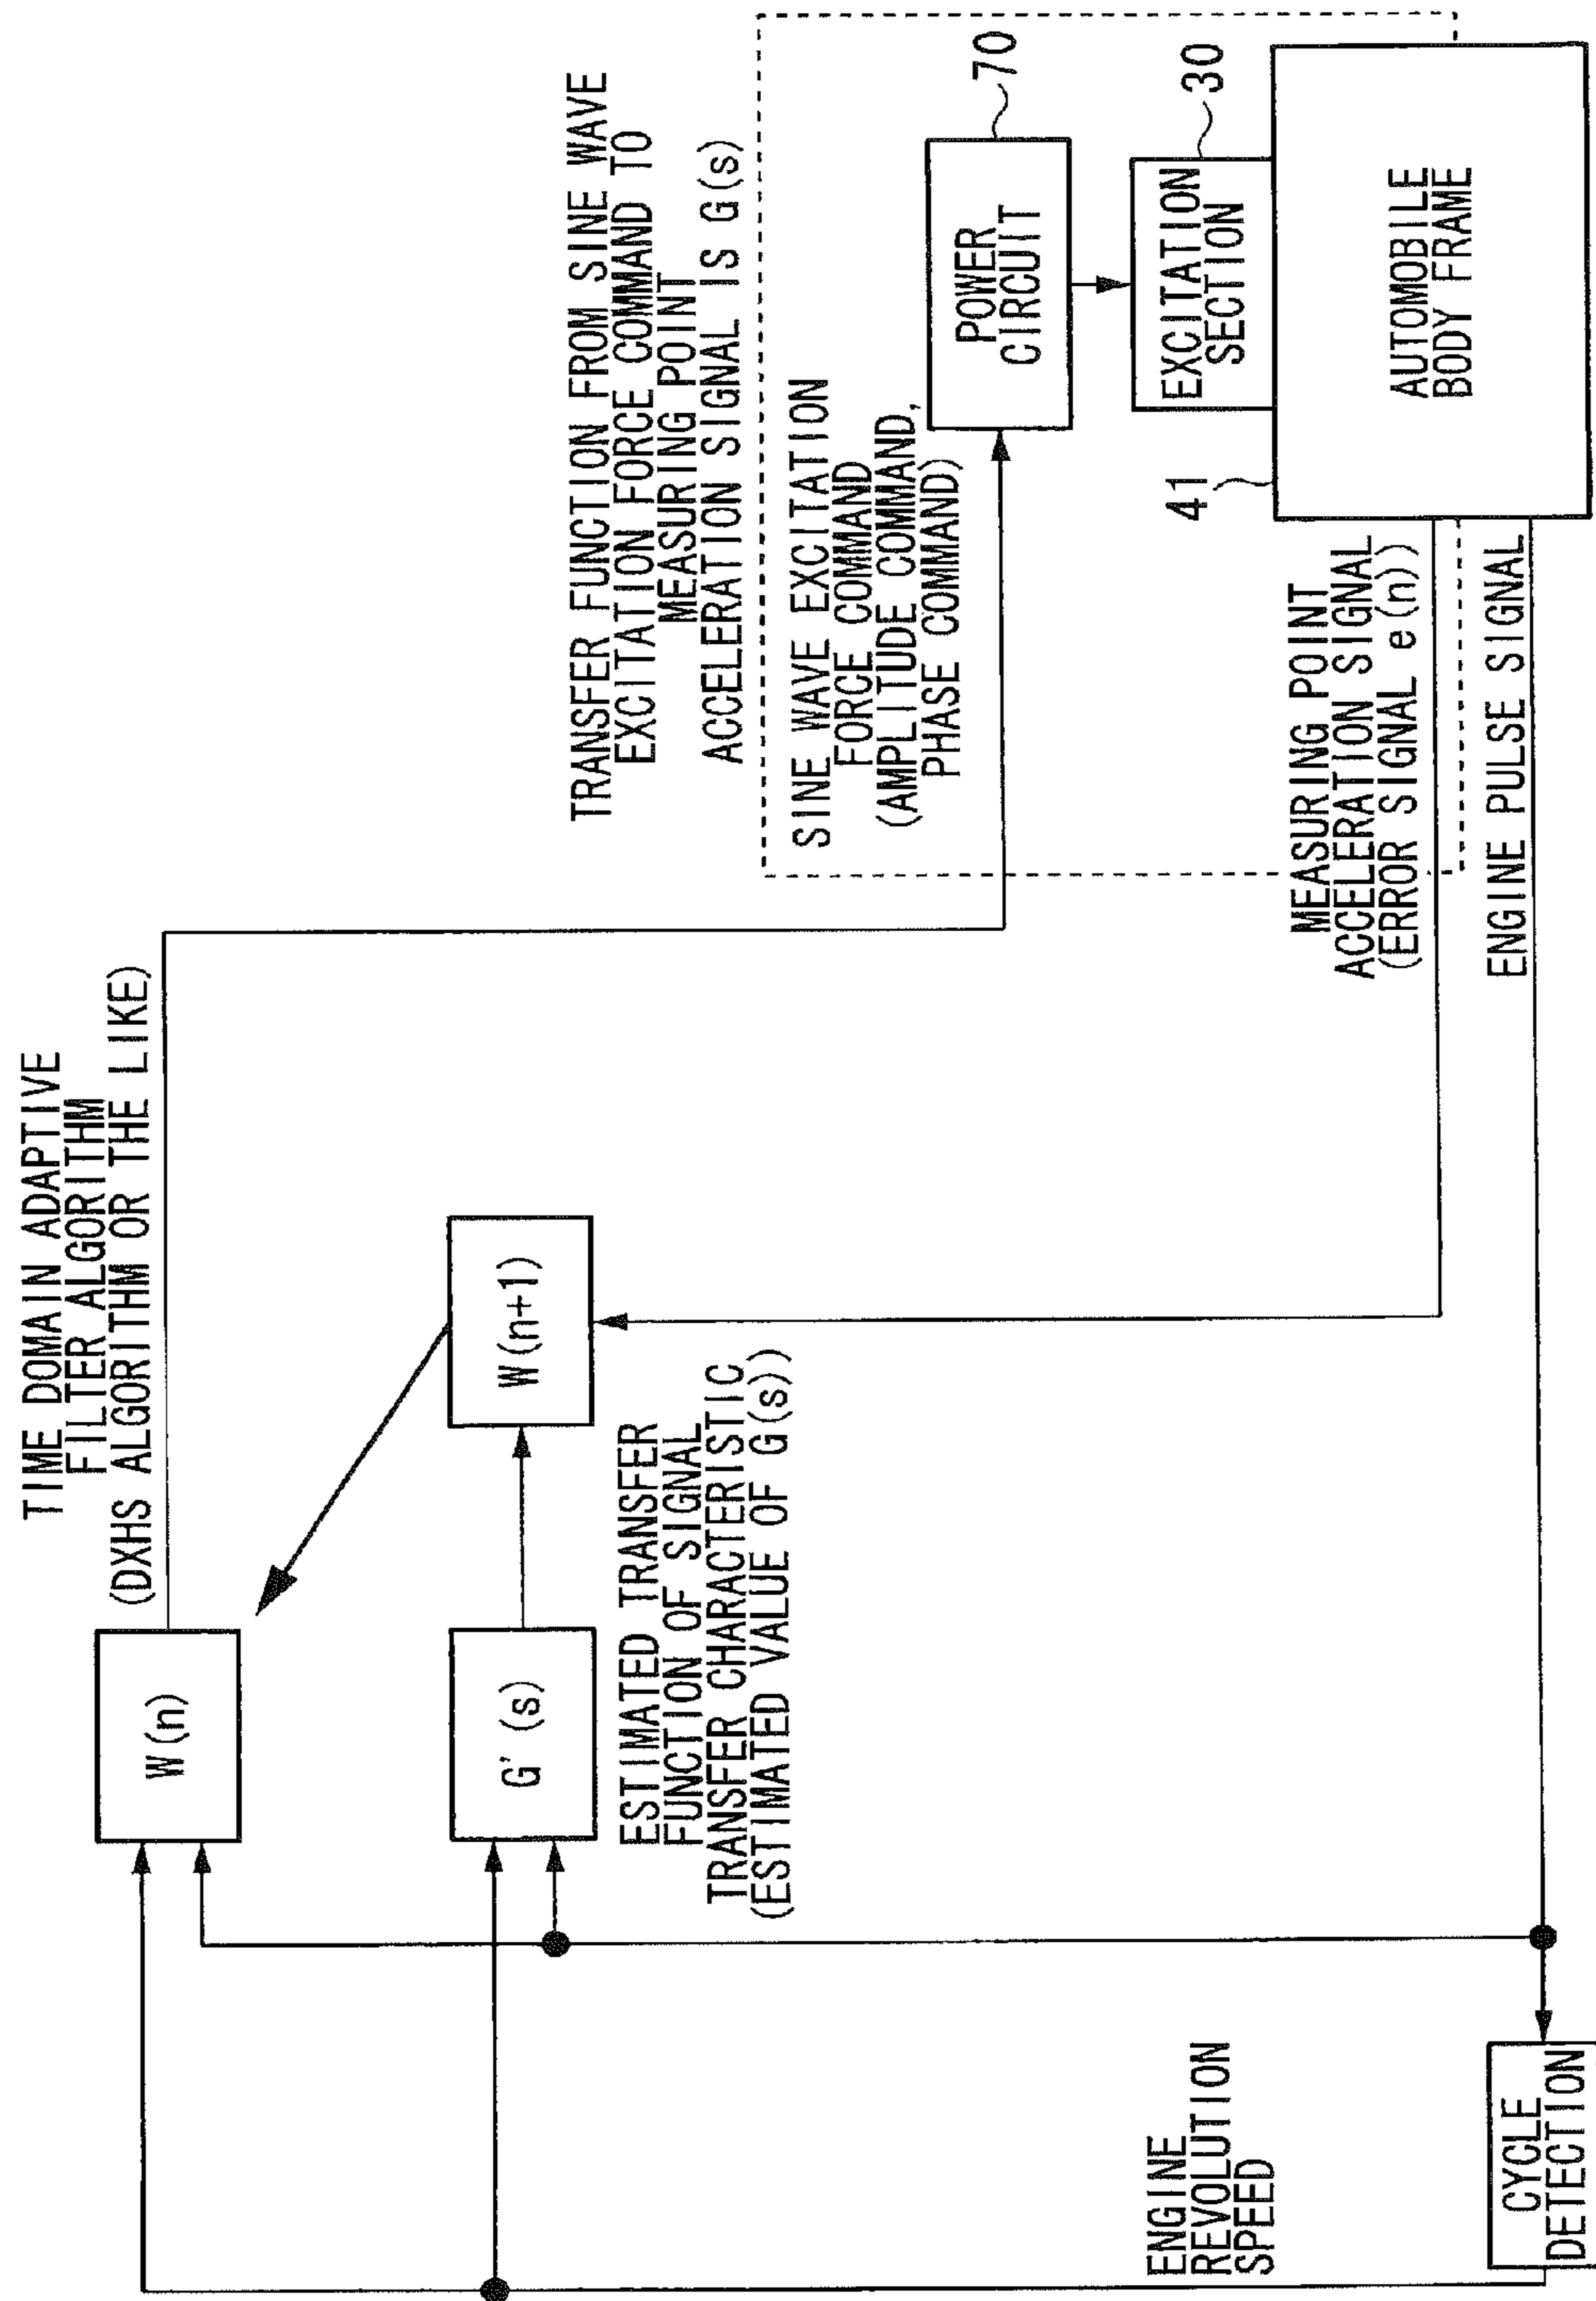 TIME DOMAIN ADAPTIVE
FILTER ALGORITHM
(DXHS ALGORITHM OR THE LIKE)
W(n)
W(n+1)
G'(s)
ESTIMATED TRANSFER
FUNCTION OF SIGNAL
TRANSFER CHARACTERISTIC
(ESTIMATED VALUE OF G(s))
TRANSFER FUNCTION FROM SINE WAVE
EXCITATION FORCE COMMAND TO
MEASURING POINT
ACCELERATION SIGNAL IS G(s)
SINE WAVE EXCITATION
FORCE COMMAND
(AMPLITUDE COMMAND,
PHASE COMMAND)
POWER
CIRCUIT
70
EXCITATION
SECTION
30
41
AUTOMOBILE
BODY FRAME
MEASURING POINT
ACCELERATION SIGNAL
(ERROR SIGNAL e(n))
ENGINE PULSE SIGNAL
ENGINE
REVOLUTION
SPEED
CYCLE
DETECTION